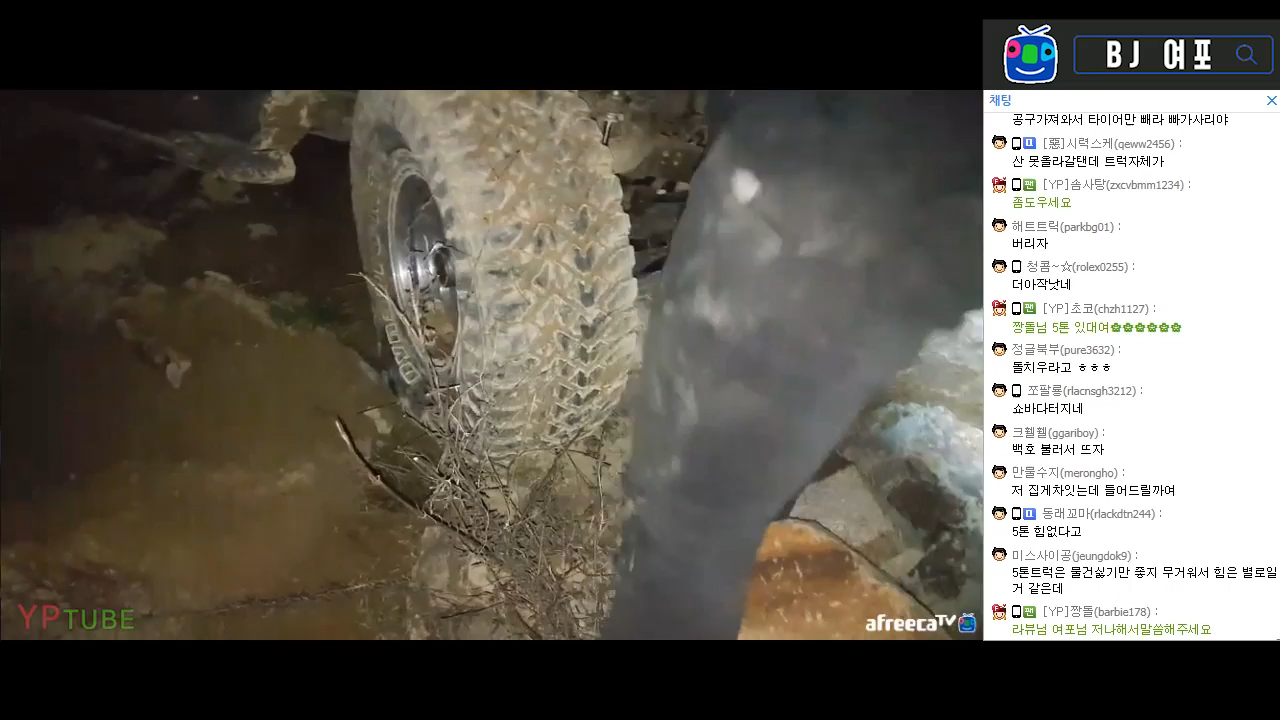 BJ 여포
채팅
공구가져와서 타이어만 빼라 빠가사리야
[惡]시력스케(qeww2456) :
산 못올라갈탠데 트럭자체가
[YP]솜사탕(zxcvbmm1234) :
좀도우세요
해트트럭(parkbg01) :
버리자
청콤~☆(rolex0255) :
더아작낫네
[YP]초코(chzh1127) :
짱돌님 5톤 있대여✿✿✿✿✿✿
정글북부(pure3632) :
돌치우라고 ㅎㅎㅎ
쪼팔룡(rlacnsgh3212) :
쇼바다터지네
크휄휄(ggariboy) :
백호 불러서 뜨자
만물수지(merongho) :
저 집게차잇는데 들어드릴까여
동래꼬마(rlackdtn244) :
5톤 힘없다고
미스사이공(jeungdok9) :
5톤트럭은 물건싫기만 좋지 무거워서 힘은 별로일
거 같은데
[YP]짱돌(barbie178) :
라뷰님 여포님 저나해서말씀해주세요
YPTUBE
afreecaTV